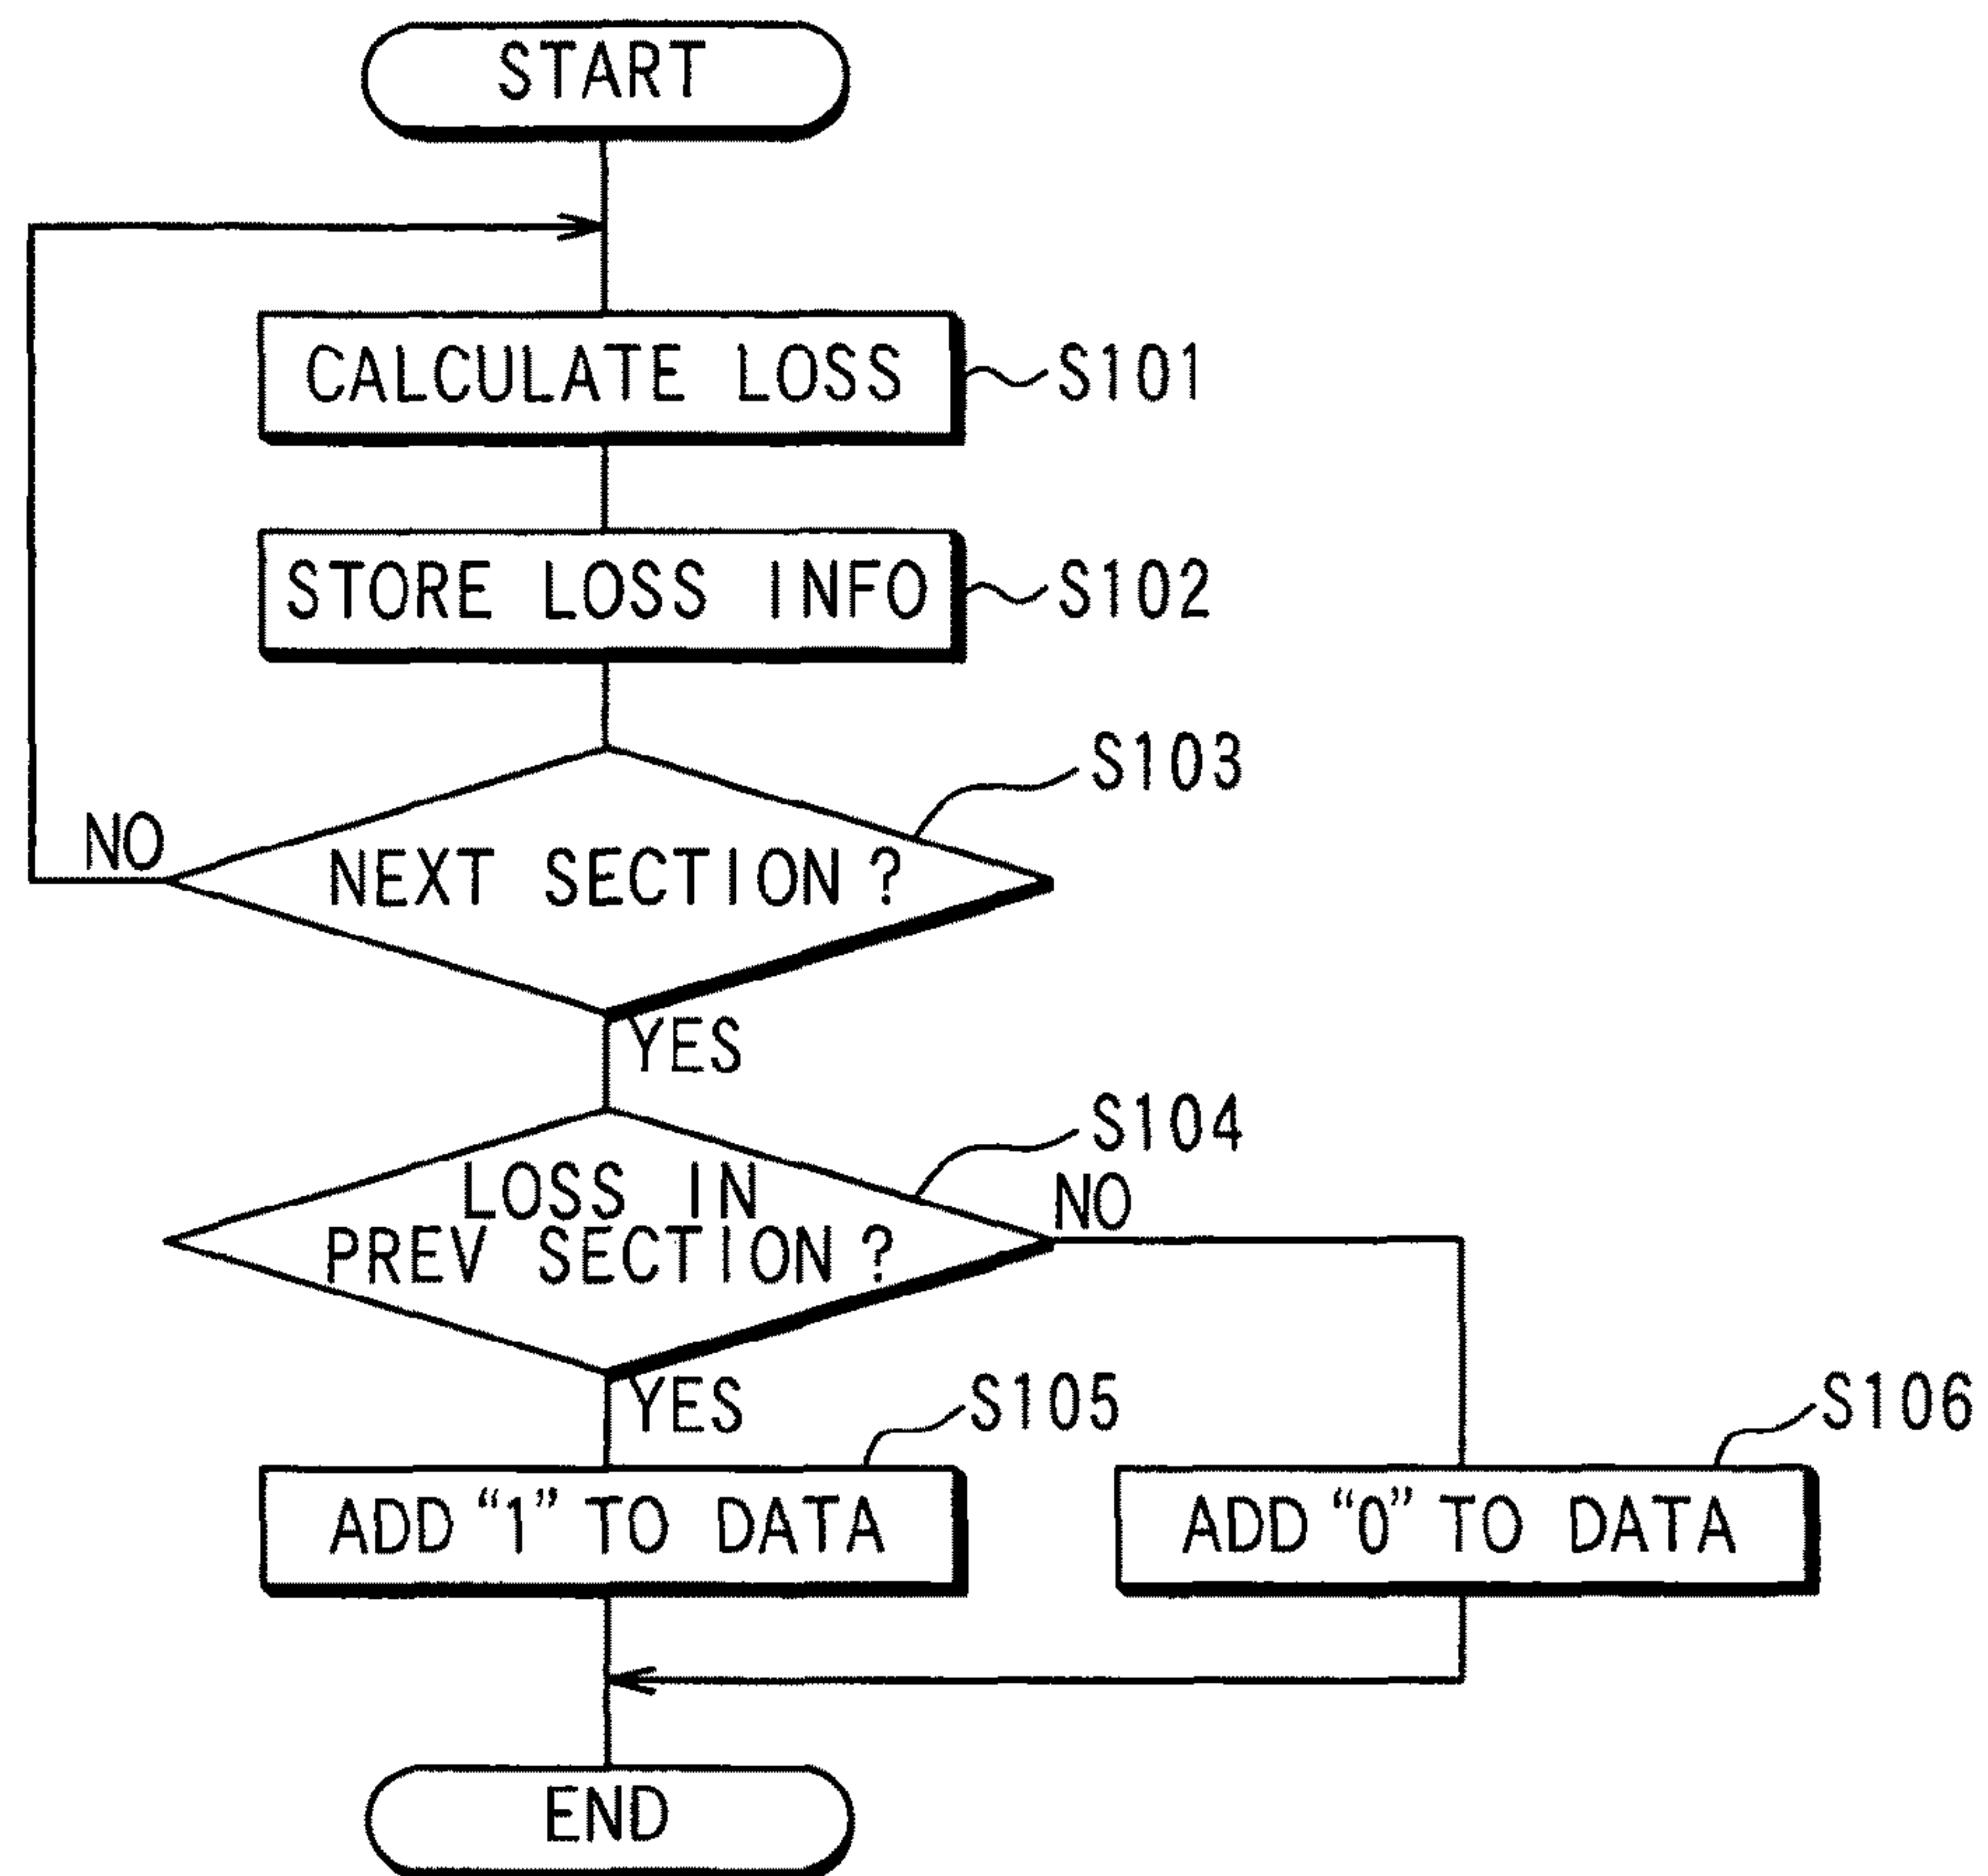 START
CALCULATE LOSS
S101
STORE LOSS INFO
S102
S103
NO
NEXT SECTION?
YES
S104
LOSS IN
NO
PREV SECTION?
YES
S105
S106
ADD “1” TO DATA
ADD “0” TO DATA
END